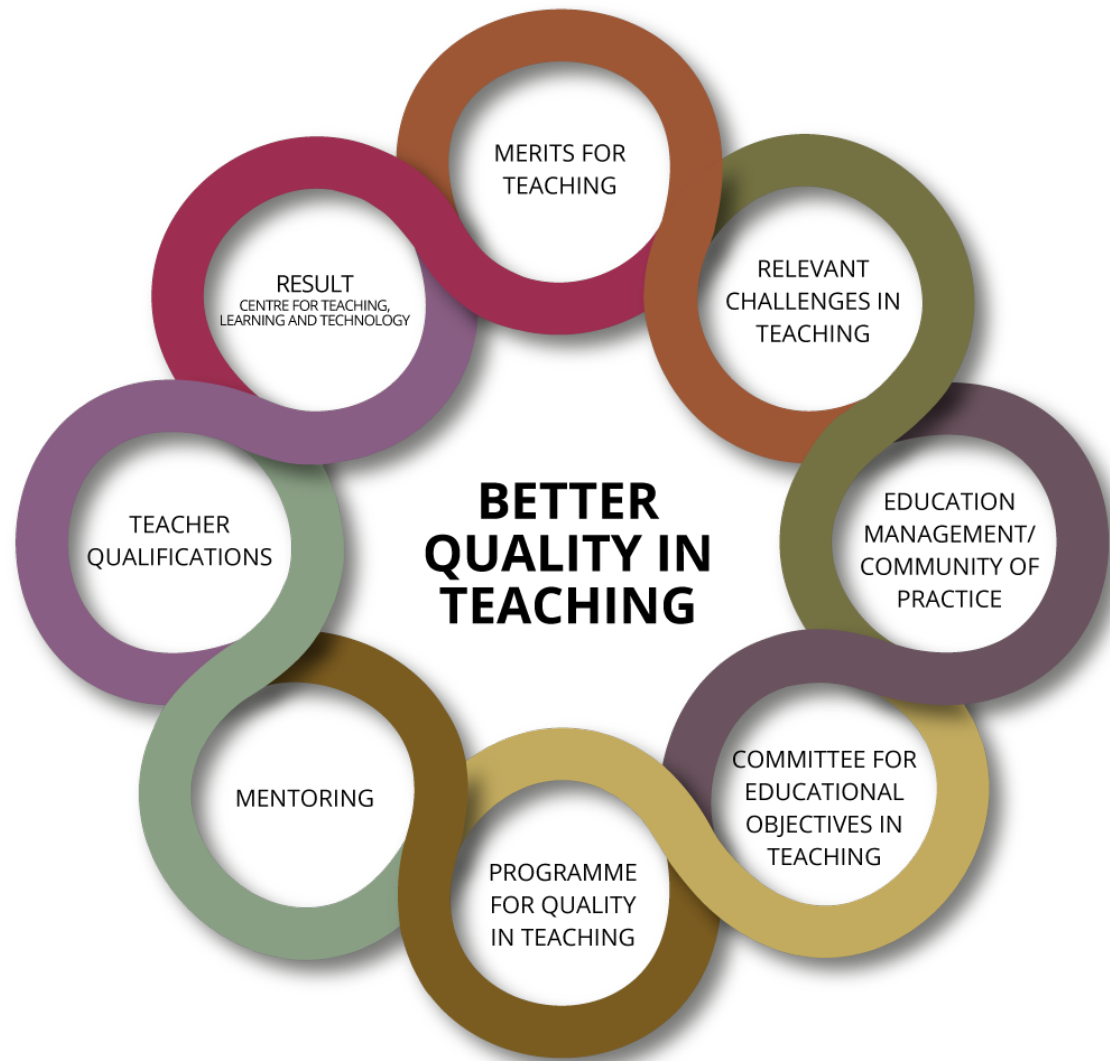 MERITS FOR
TEACHING
RELEVANT
CHALLENGES IN
TEACHING
EDUCATION
MANAGEMENT/
COMMUNITY OF
PRACTICE
COMMITTEE FOR
EDUCATIONAL
OBJECTIVES IN
TEACHING
PROGRAMME
FOR QUALITY
IN TEACHING
MENTORING
TEACHER
QUALIFICATIONS
RESULT
CENTRE FOR TEACHING,
LEARNING AND TECHNOLOGY
BETTER
QUALITY IN
TEACHING